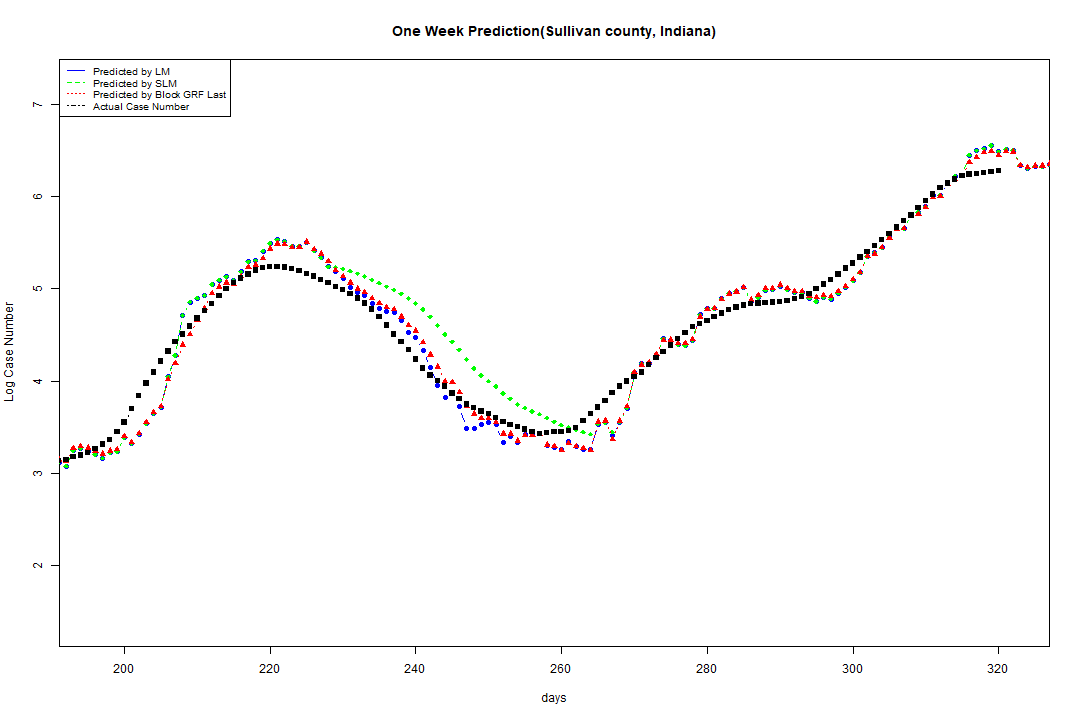 One Week Prediction(Sullivan county, Indiana)
Predicted by LM
Predicted by SLM
Predicted by Block GRF Last
Actual Case Number
7
6
5
4
3
2
Log Case Number
200 220 240 260 280 300 320
days